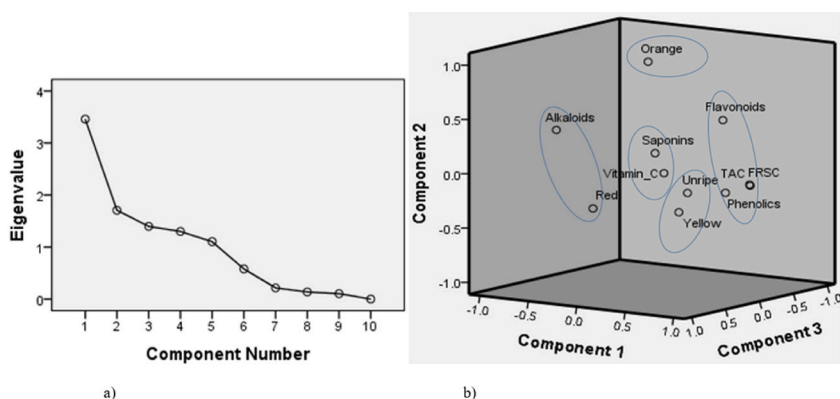 Eigenvalue
4
3
2
1
0
1 2 3 4 5 6 7 8 9 10
Component Number
a)
Component 2
1.0
0.5
0.0
-0.5
-1.0
Orange
Flavonoids
Alkaloids
Saponins
Vitamin_C
Unripe
TAC FRSC
Red
Phenolics
Yellow
-1.0 -0.5 0.0 0.5 1.0
Component 1
1.0 0.5 0.0 -0.5 -1.0
Component 3
b)